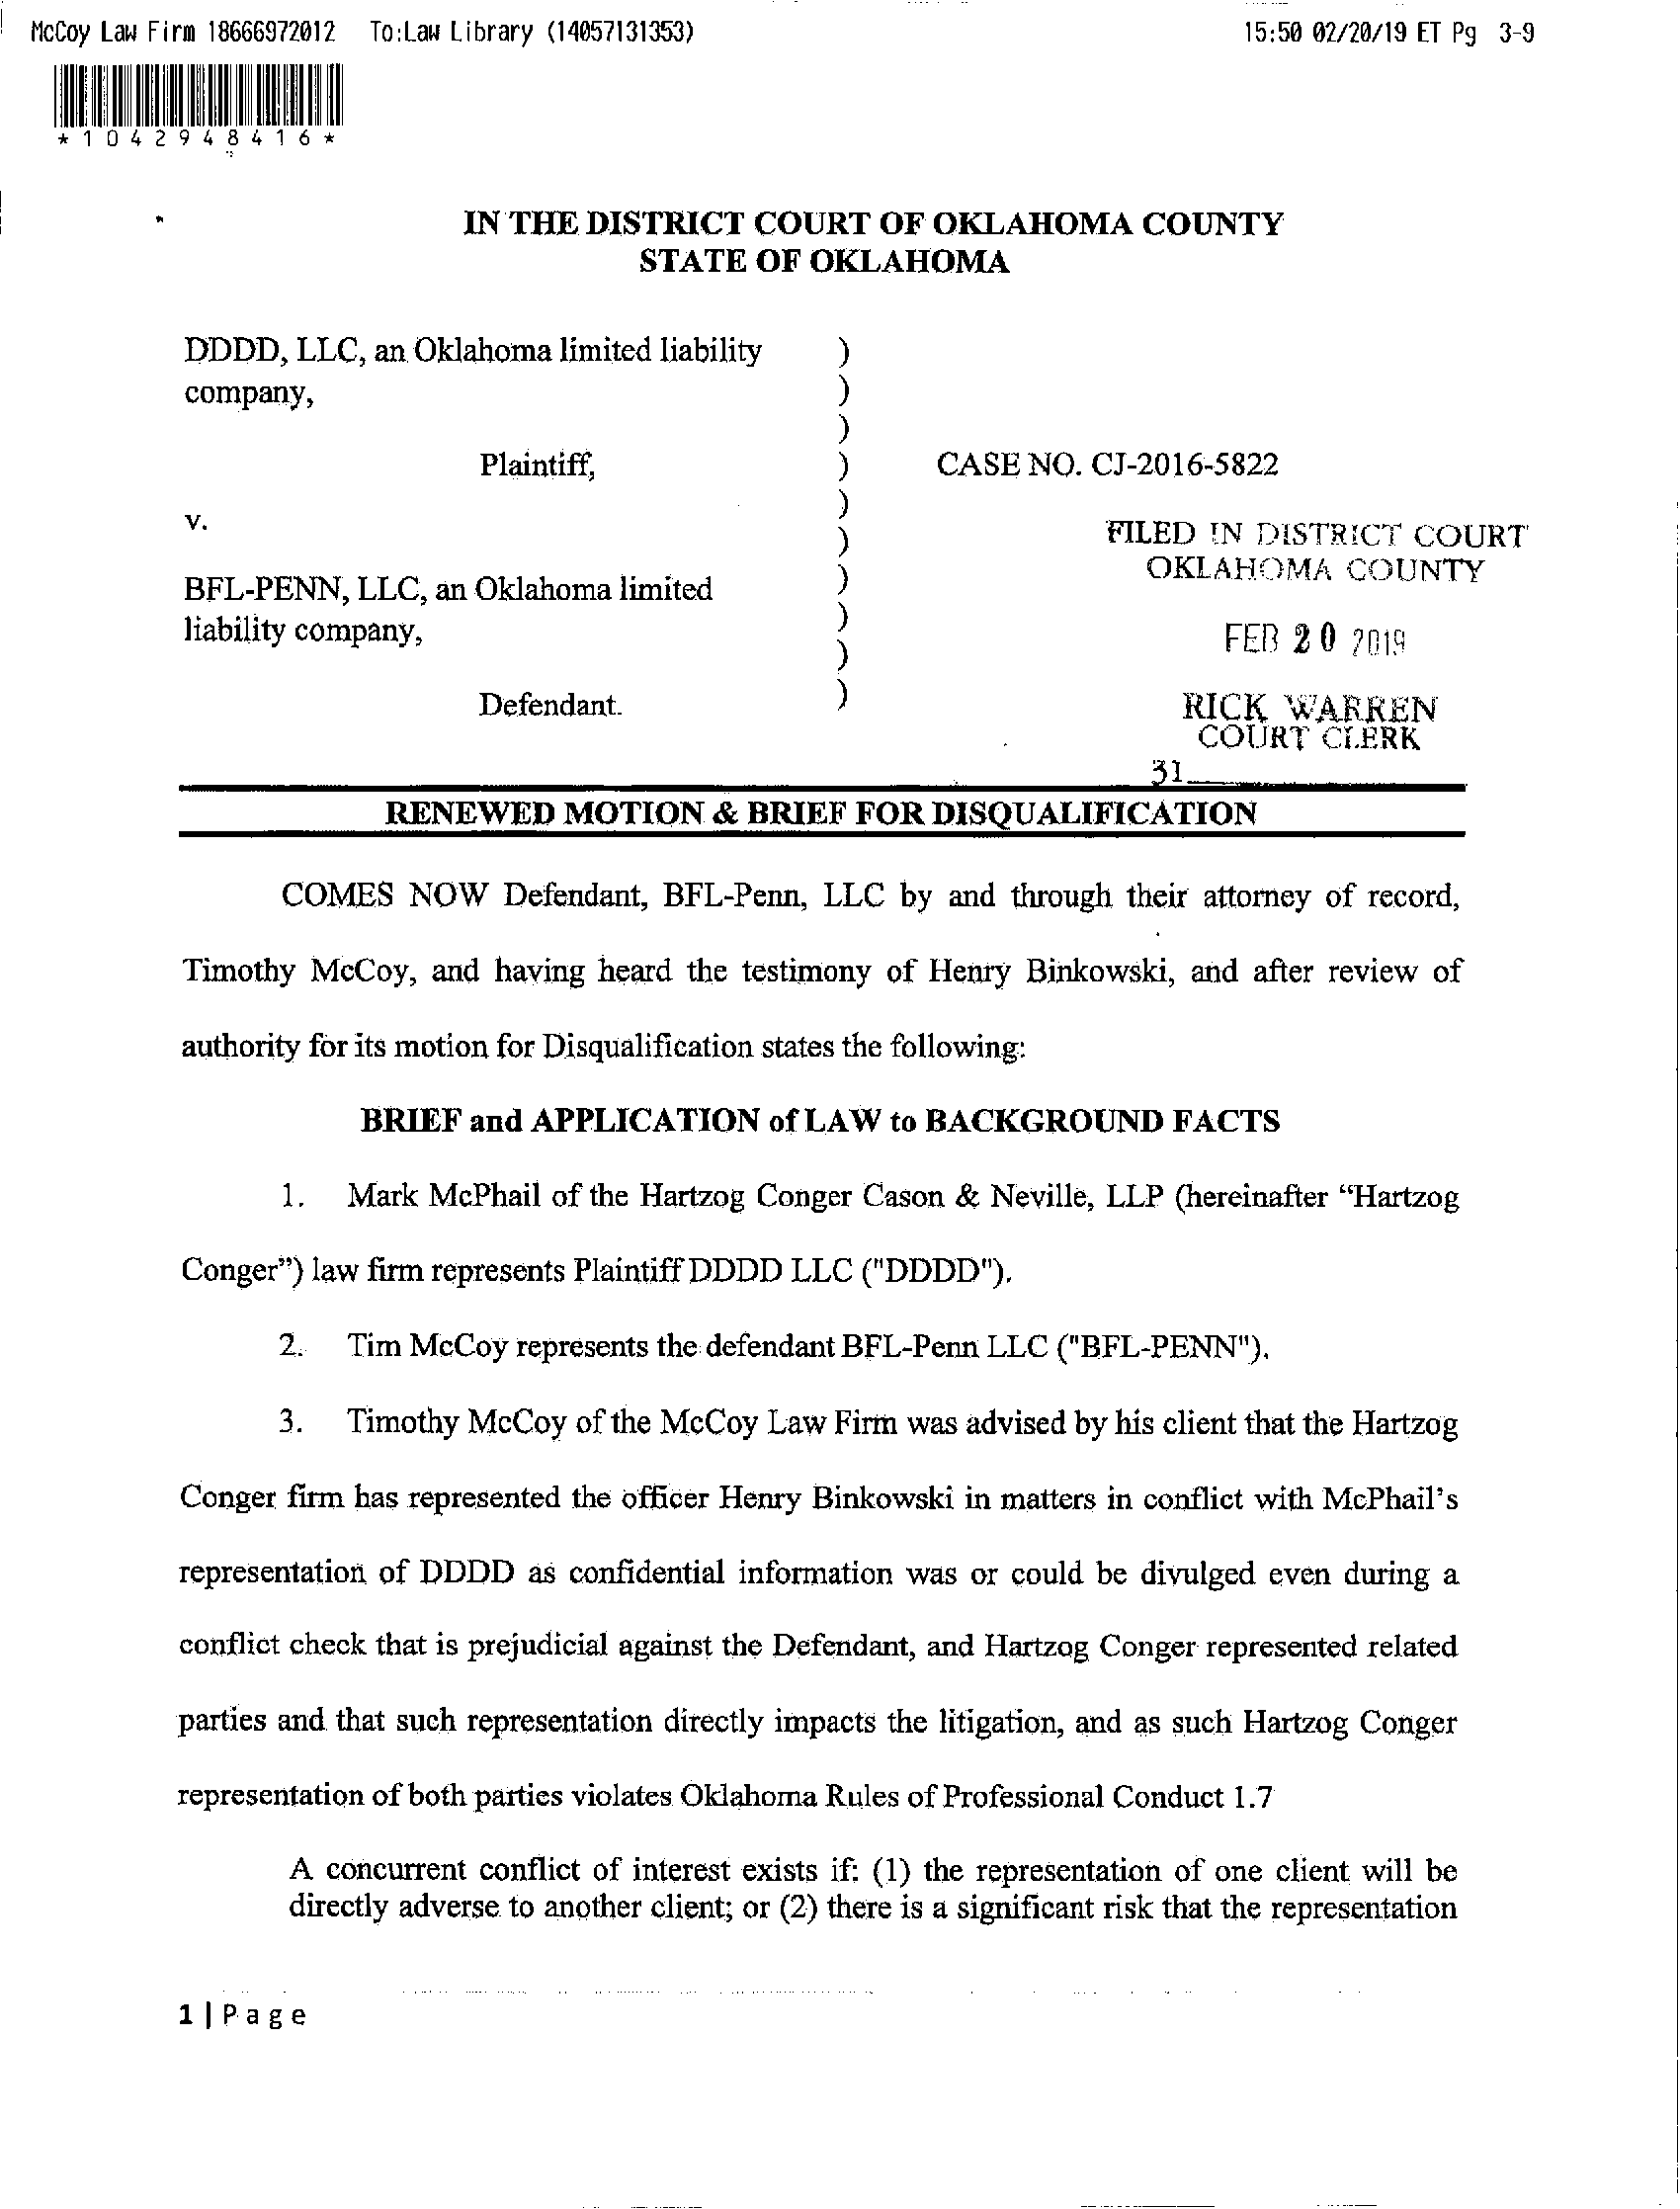 McCoy Law Firm 18666972012 To:Law Library (14057131353) 15:50 02/20/19 ET Pg 3-9
*1042948416*
IN THE DISTRICT COURT OF OKLAHOMA COUNTY
STATE OF OKLAHOMA
DDDD, LLC, an Oklahoma limited liability )
company, )
)
Plaintiff, ) CASE NO. CJ-2016-5822
)
v. )
FILED IN DISTRICT COURT
OKLAHOMA COUNTY
BFL-PENN, LLC, an Oklahoma limited )
liability company, )
FEB 20 2019
)
Defendant. )
RICK WARREN
COURT CLERK
31
RENEWED MOTION & BRIEF FOR DISQUALIFICATION
COMES NOW Defendant, BFL-Penn, LLC by and through their attorney of record,
Timothy McCoy, and having heard the testimony of Henry Binkowski, and after review of
authority for its motion for Disqualification states the following:
BRIEF and APPLICATION of LAW to BACKGROUND FACTS
1. Mark McPhail of the Hartzog Conger Cason & Neville, LLP (hereinafter “Hartzog
Conger”) law firm represents Plaintiff DDDD LLC ("DDDD").
2. Tim McCoy represents the defendant BFL-Penn LLC ("BFL-PENN").
3. Timothy McCoy of the McCoy Law Firm was advised by his client that the Hartzog
Conger firm has represented the officer Henry Binkowski in matters in conflict with McPhail's
representation of DDDD as confidential information was or could be divulged even during a
conflict check that is prejudicial against the Defendant, and Hartzog Conger represented related
parties and that such representation directly impacts the litigation, and as such Hartzog Conger
representation of both parties violates Oklahoma Rules of Professional Conduct 1.7
A concurrent conflict of interest exists if: (1) the representation of one client will be
directly adverse to another client; or (2) there is a significant risk that the representation
1 | Page